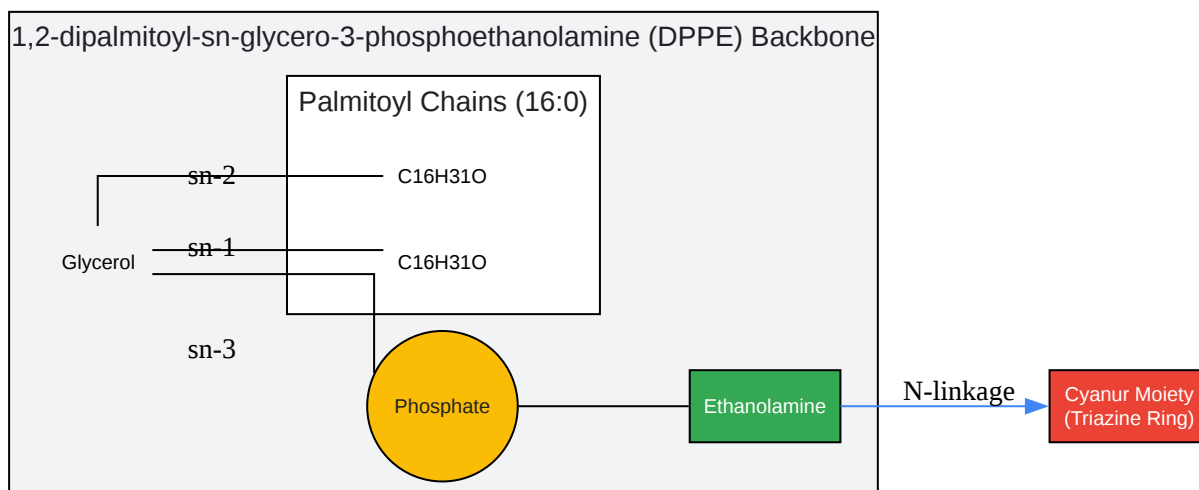 1,2-dipalmitoyl-sn-glycero-3-phosphoethanolamine (DPPE) Backbone
Palmitoyl Chains (16:0)
sn-2
C16H31O
sn-1
Glycerol
C16H31O
sn-3
Phosphate
Ethanolamine
N-linkage
Cyanur Moiety
(Triazine Ring)